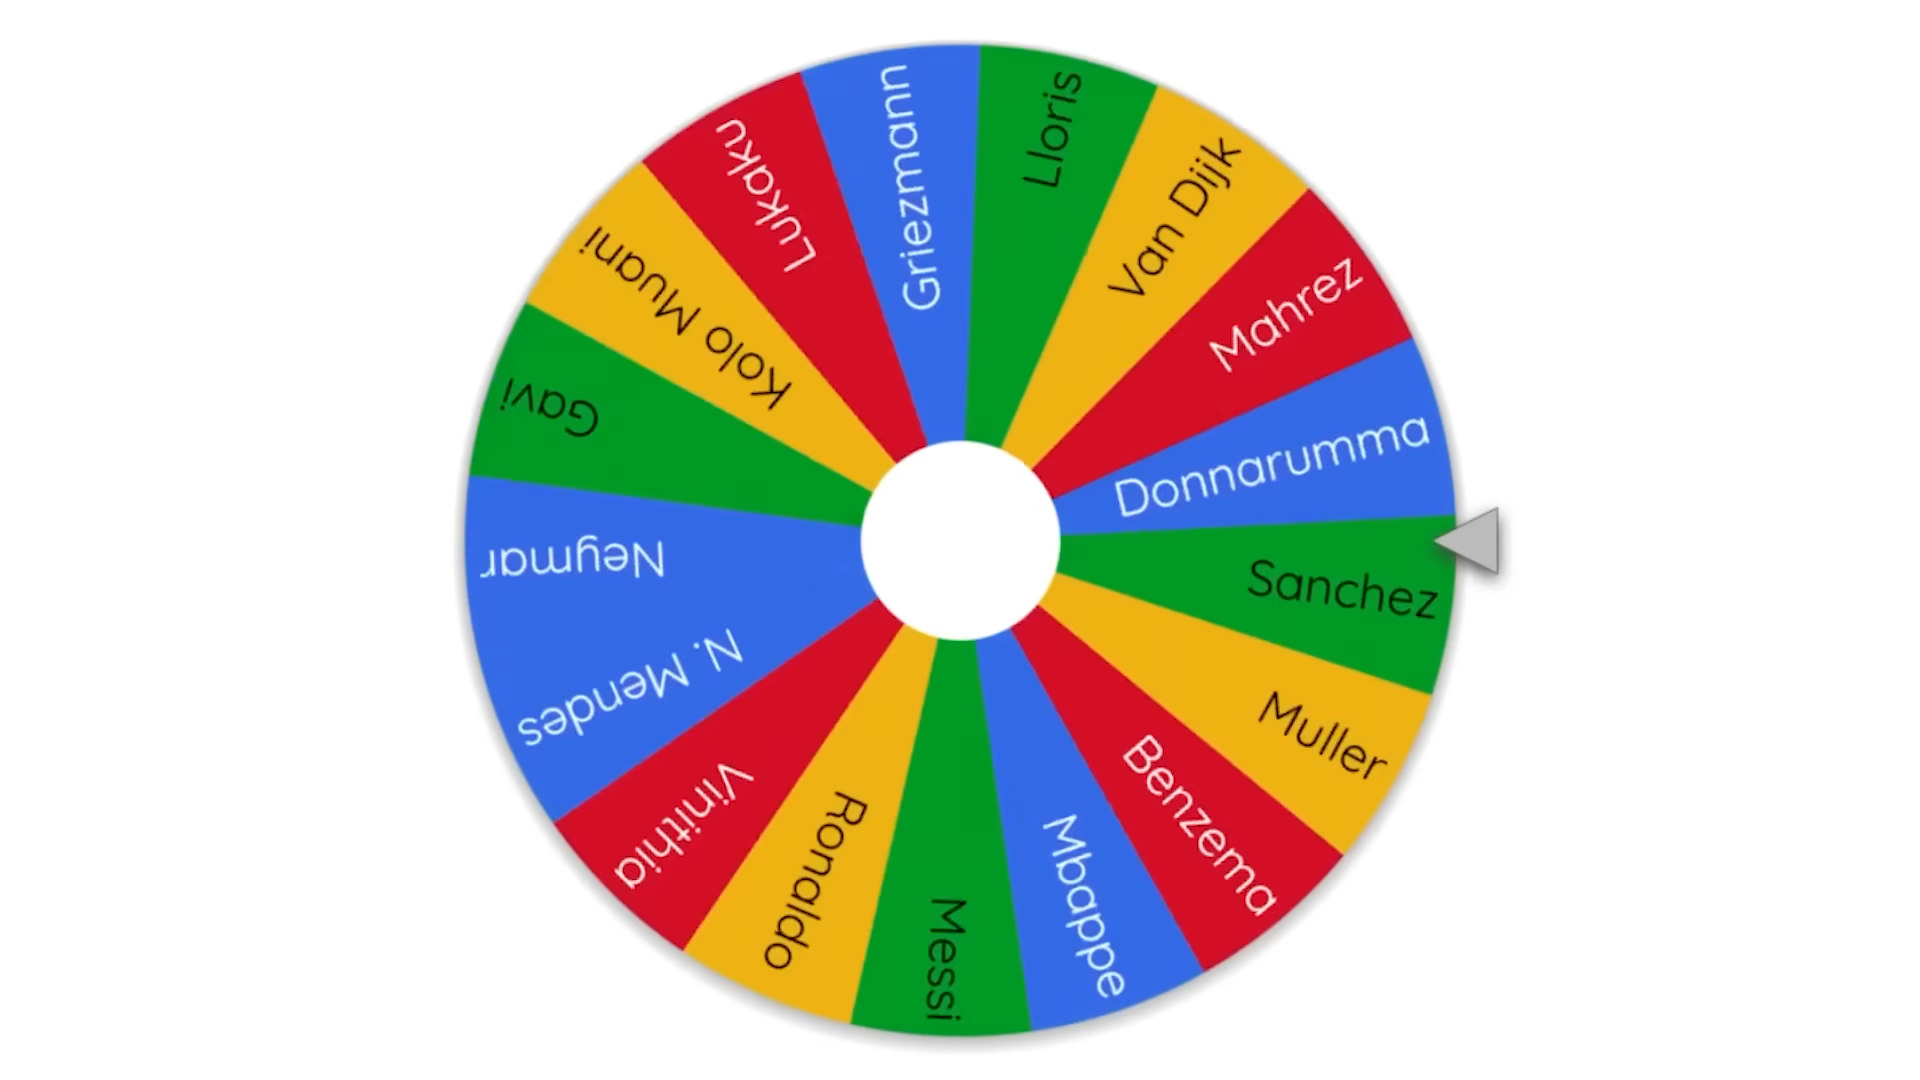 Griezmann
Lloris
Van Dijk
Mahrez
Donnarumma
Sanchez
Muller
Benzema
Mbappe
Messi
Ronaldo
Vinithia
N. Mendes
Neymar
Gavi
Kolo Muani
Lukaku